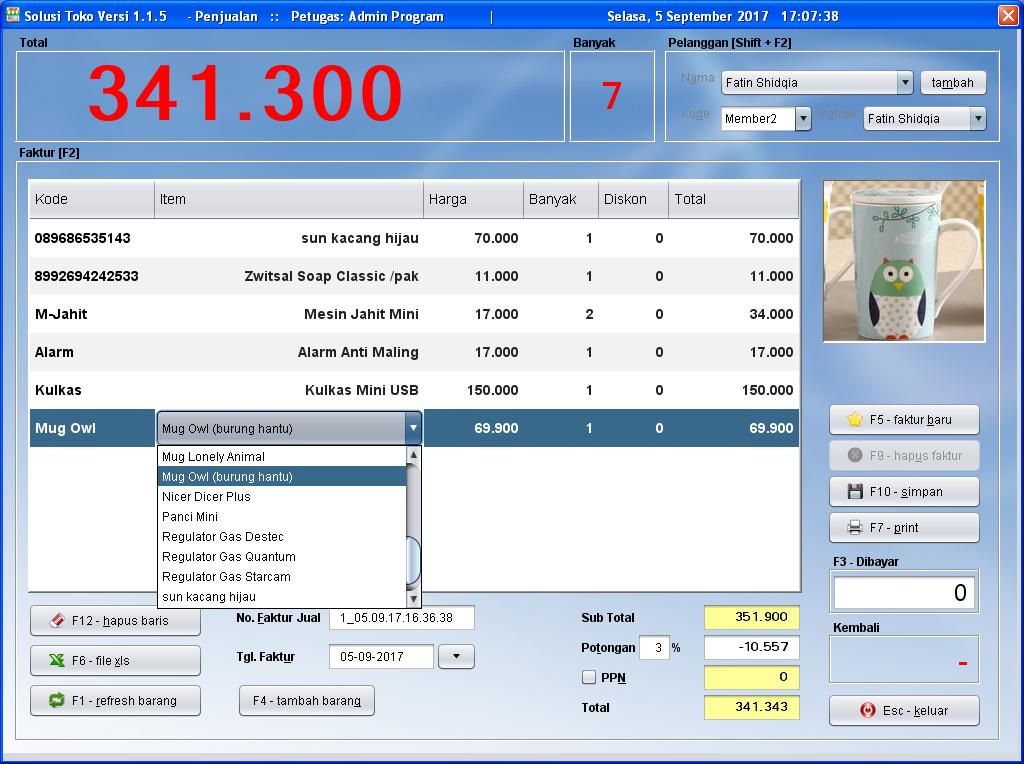 Solusi Toko Versi 1.1.5 - Penjualan :: Petugas: Admin Program | Selasa, 5 September 2017 17:07:38
Total
341.300
Banyak
7
Pelanggan [Shift + F2]
Nama Fatin Shidqia tambah
Kode Member2 Kontak Fatin Shidqia
Faktur [F2]
Kode Item Harga Banyak Diskon Total
089686535143 sun kacang hijau 70.000 1 0 70.000
8992694242533 Zwitsal Soap Classic /pak 11.000 1 0 11.000
M-Jahit Mesin Jahit Mini 17.000 2 0 34.000
Alarm Alarm Anti Maling 17.000 1 0 17.000
Kulkas Kulkas Mini USB 150.000 1 0 150.000
Mug Owl Mug Owl (burung hantu) 69.900 1 0 69.900
Mug Lonely Animal
Mug Owl (burung hantu)
Nicer Dicer Plus
Panci Mini
Regulator Gas Destec
Regulator Gas Quantum
Regulator Gas Starcam
sun kacang hijau
F5 - faktur baru
F9 - hapus faktur
F10 - simpan
F7 - print
F3 - Dibayar
0
Kembali
-
Esc - keluar
F12 - hapus baris
F6 - file xls
F1 - refresh barang
No. Faktur Jual 1_05.09.17.16.36.38
Tgl. Faktur 05-09-2017
F4 - tambah barang
Sub Total 351.900
Potongan 3 % -10.557
PPN 0
Total 341.343